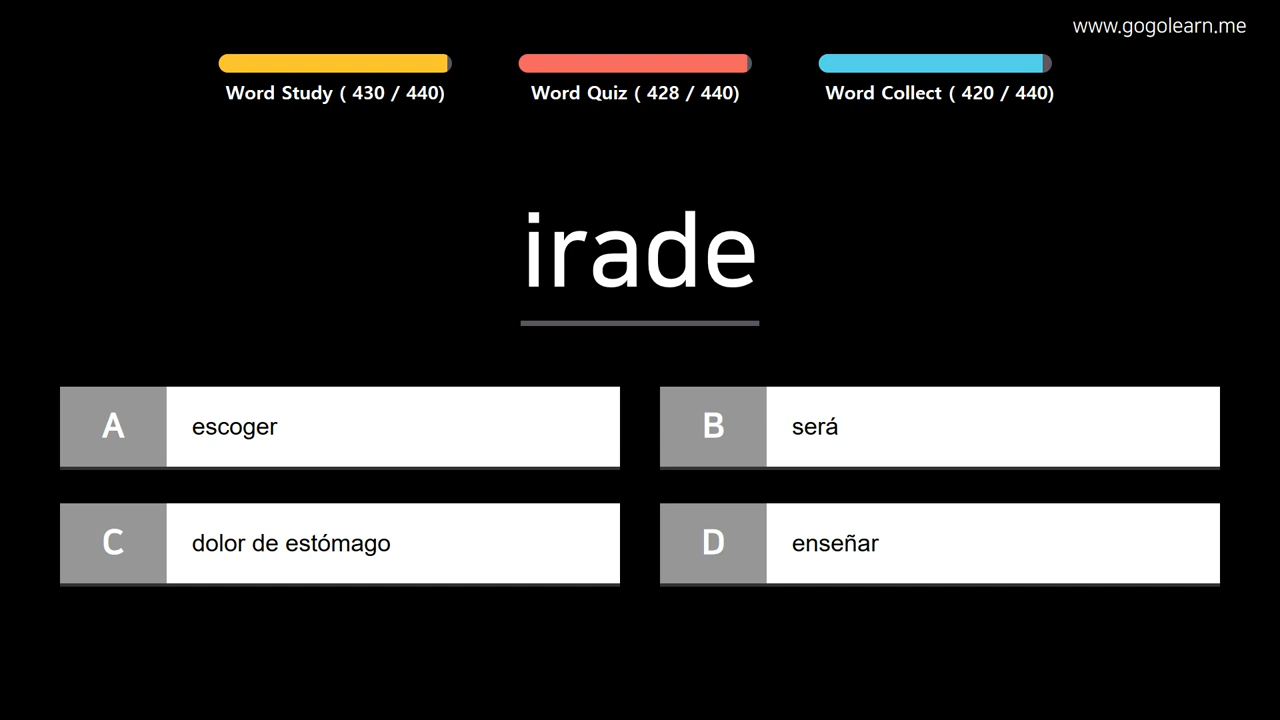 www.gogolearn.me
Word Study ( 430 / 440)
Word Quiz ( 428 / 440)
Word Collect ( 420 / 440)
irade
A escoger
B será
C dolor de estómago
D enseñar